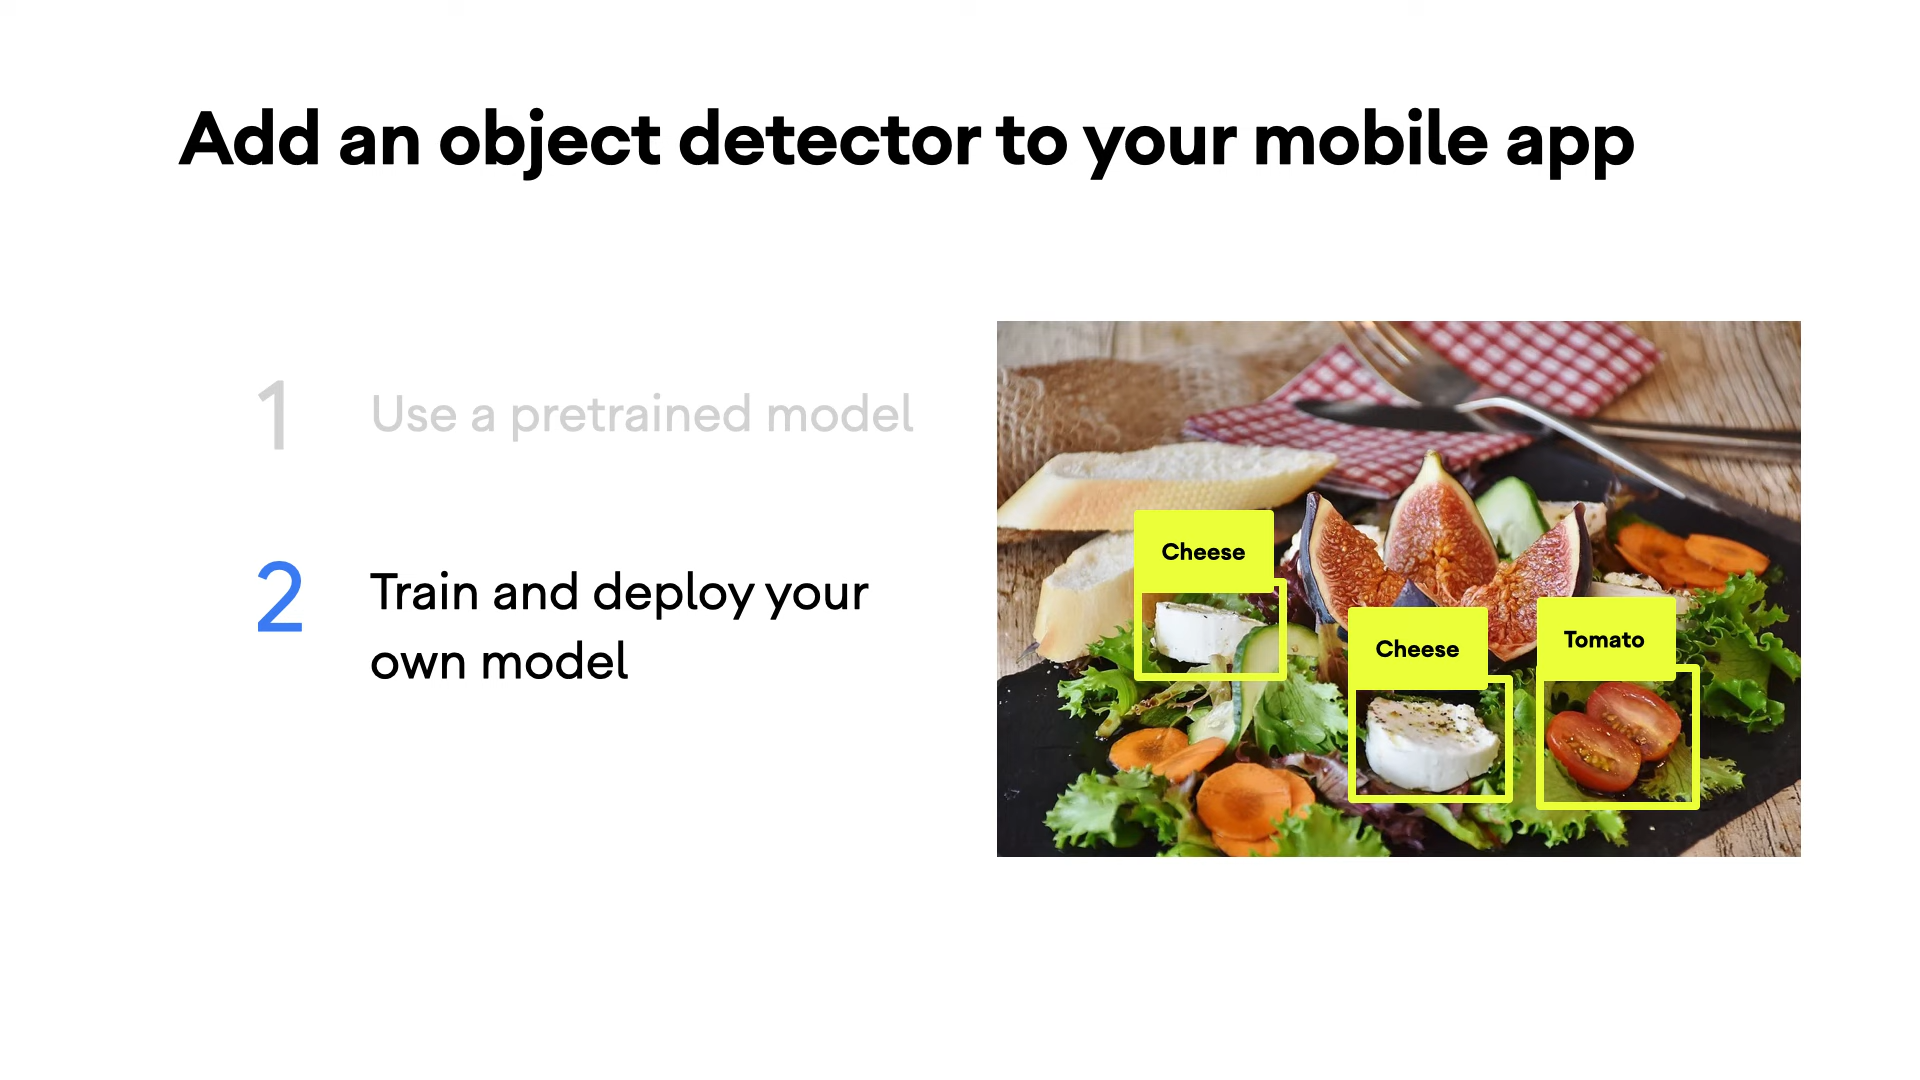 Add an object detector to your mobile app
1 Use a pretrained model
2 Train and deploy your
own model
Cheese
Cheese
Tomato